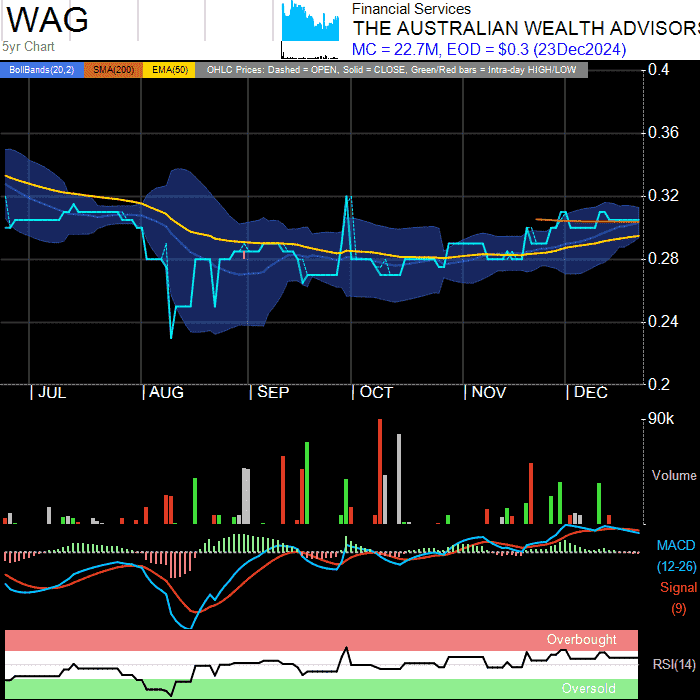 WAG
5yr Chart
Financial Services
THE AUSTRALIAN WEALTH ADVISORS
MC = 22.7M, EOD = $0.3 (23Dec2024)
BollBands(20,2) SMA(200) EMA(50) OHLC Prices: Dashed = OPEN, Solid = CLOSE, Green/Red bars = Intra-day HIGH/LOW
0.4
0.36
0.32
0.28
0.24
0.2
| JUL | AUG | SEP | OCT | NOV | DEC
90k
Volume
MACD
(12-26)
Signal
(9)
Overbought
RSI(14)
Oversold